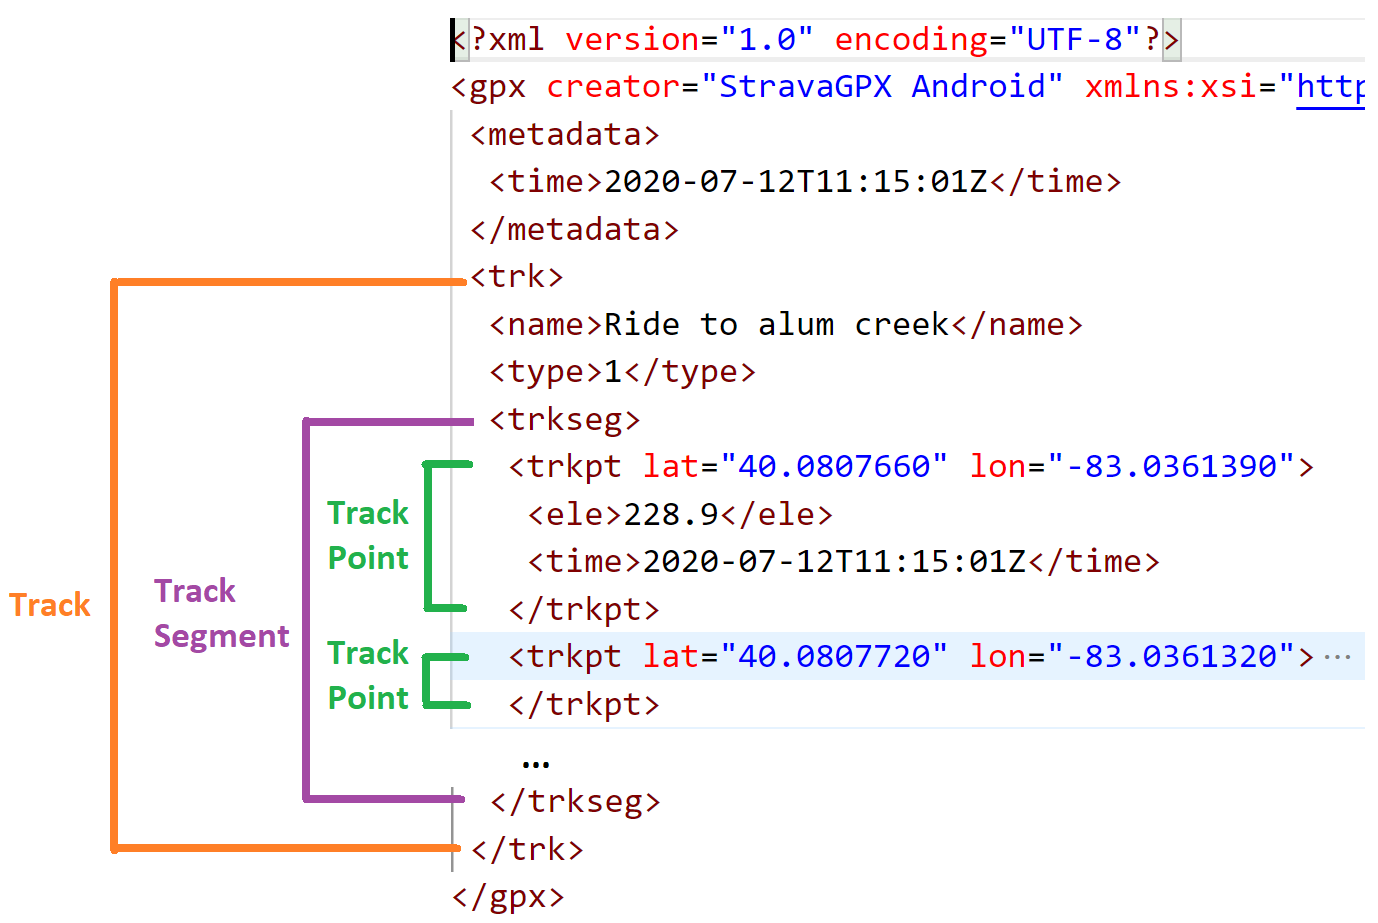 <?xml version="1.0" encoding="UTF-8"?>
<gpx creator="StravaGPX Android" xmlns:xsi="http
<metadata>
<time>2020-07-12T11:15:01Z</time>
</metadata>
<trk>
<name>Ride to alum creek</name>
<type>1</type>
<trkseg>
<trkpt lat="40.0807660" lon="-83.0361390">
<ele>228.9</ele>
<time>2020-07-12T11:15:01Z</time>
</trkpt>
<trkpt lat="40.0807720" lon="-83.0361320">···
</trkpt>
...
</trkseg>
</trk>
</gpx>
Track
Track
Segment
Track
Point
Track
Point